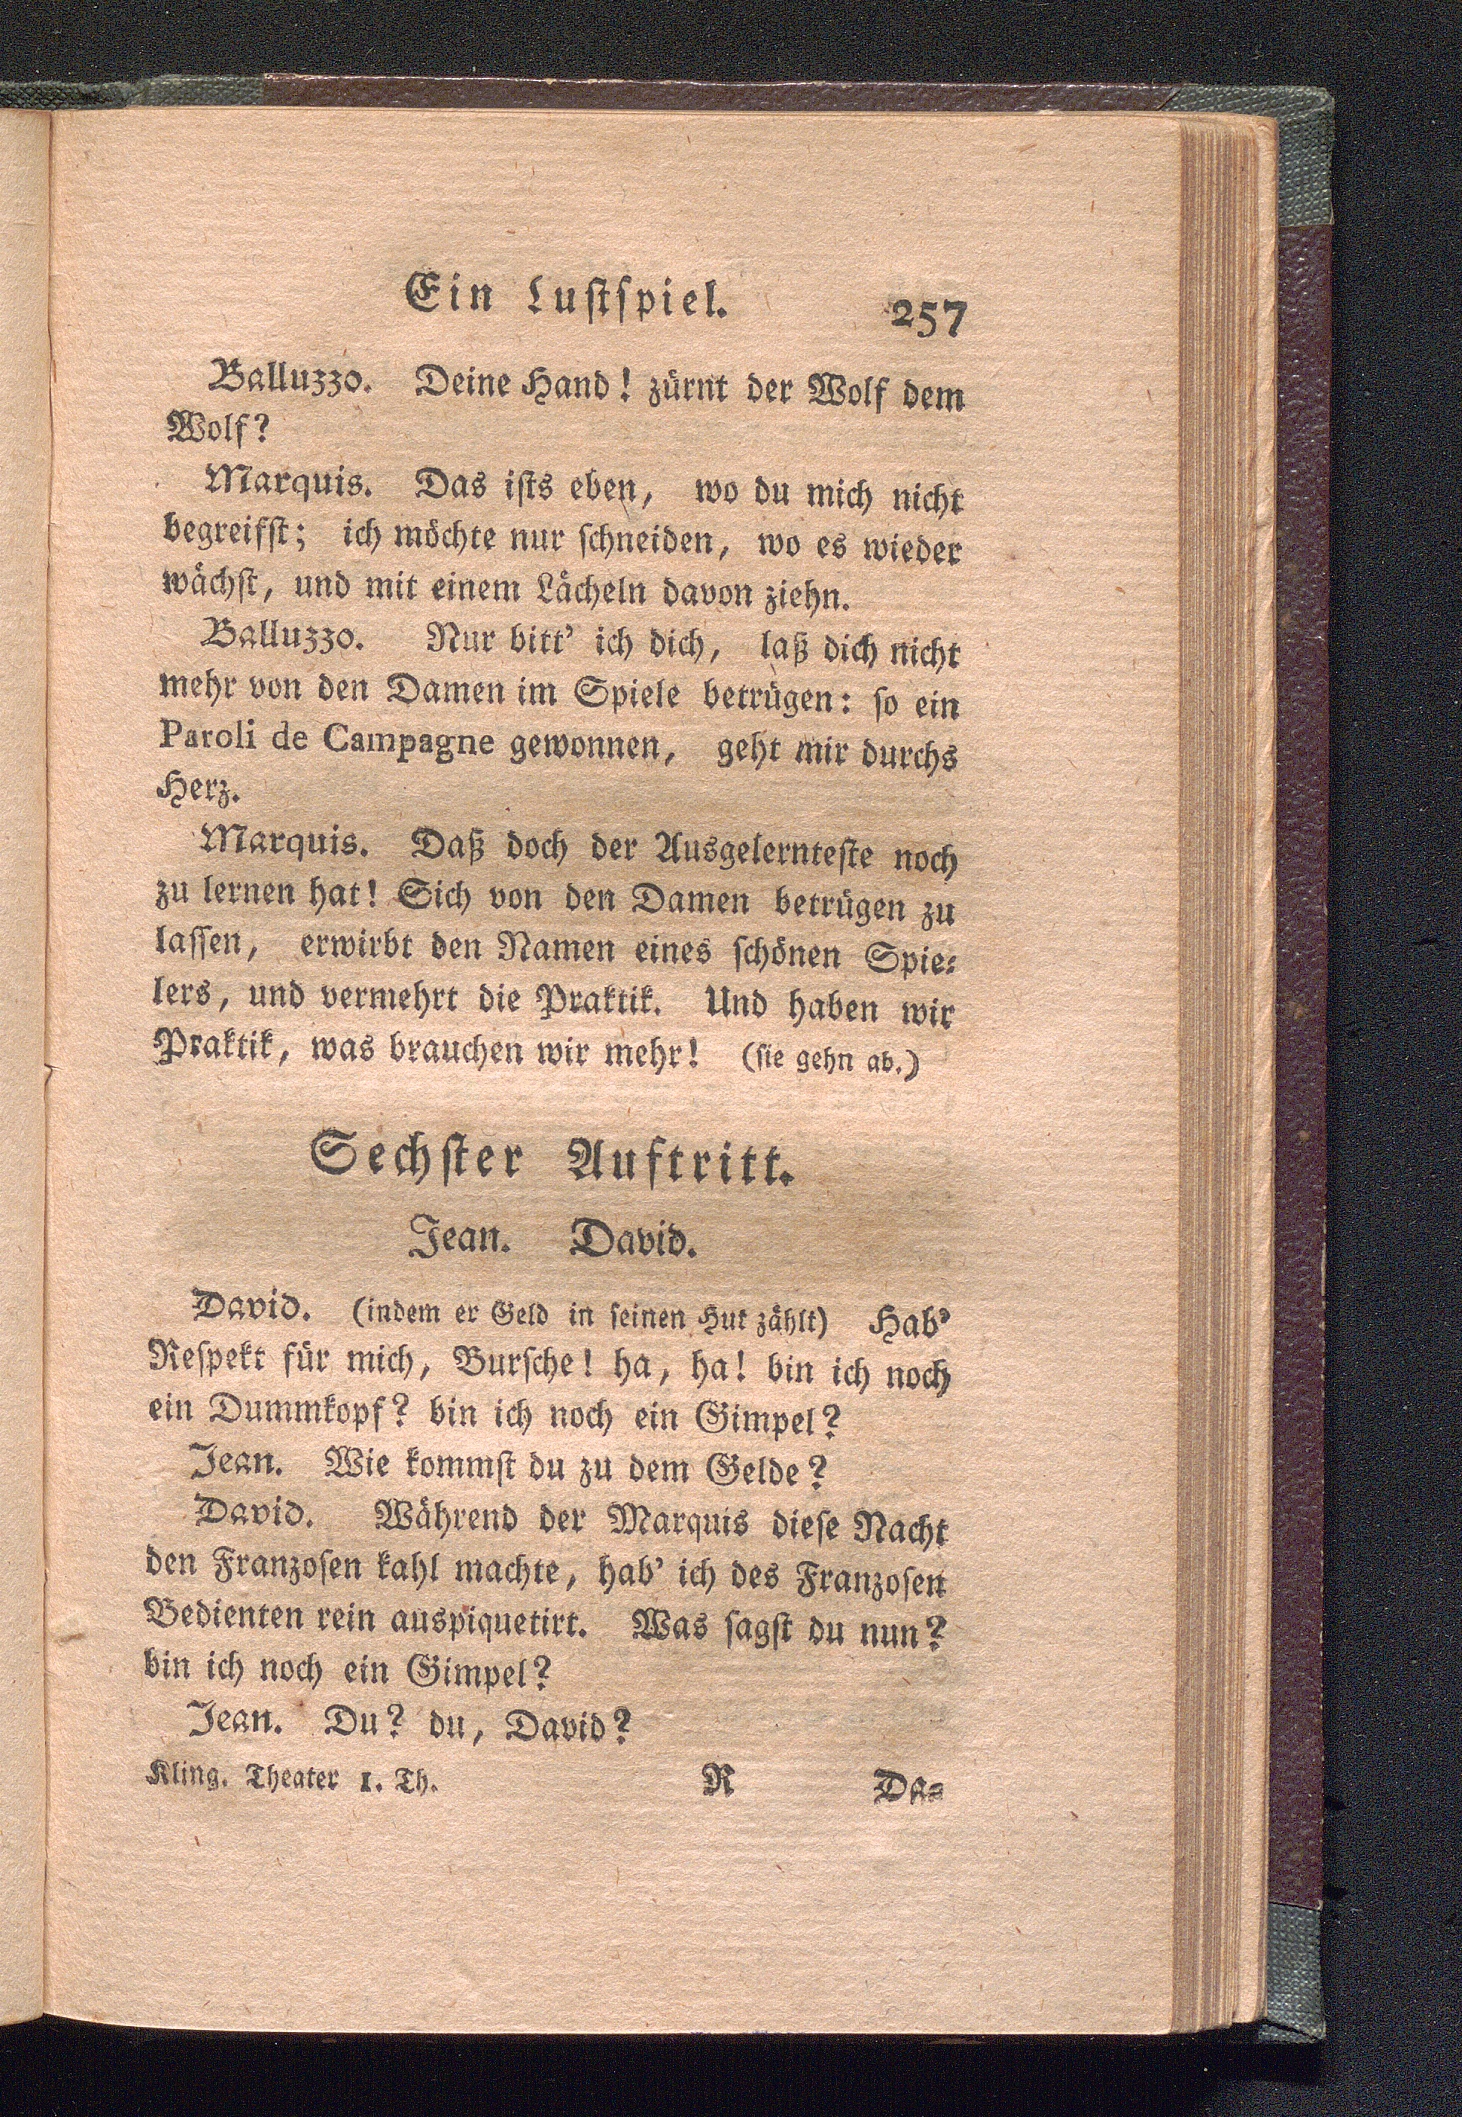 Ein Lustspiel. 257
Balluzzo. Deine Hand! zürnt der Wolf dem
Wolf?
Marquis. Das ists eben, wo du mich nicht
begreifst; ich möchte nur schneiden, wo es wieder
wächst, und mit einem Lächeln davon ziehn.
Balluzzo. Nur bitt' ich dich, laß dich nicht
mehr von den Damen im Spiele betrügen: so ein
Paroli de Campagne gewonnen, geht mir durchs
Herz.
Marquis. Daß doch der Ausgelernteste noch
zu lernen hat! Sich von den Damen betrügen zu
lassen, erwirbt den Namen eines schönen Spie-
lers, und vermehrt die Praktik. Und haben wir
Praktik, was brauchen wir mehr! (sie gehn ab.)
Sechster Auftritt.
Jean. David.
David. (indem er Geld in seinen Hut zählt) Hab'
Respekt für mich, Bursche! ha, ha! bin ich noch
ein Dummkopf? bin ich noch ein Gimpel?
Jean. Wie kommst du zu dem Gelde?
David. Während der Marquis diese Nacht
den Franzosen kahl machte, hab' ich des Franzosen
Bedienten rein auspiquetirt. Was sagst du nun?
bin ich noch ein Gimpel?
Jean. Du? du, David?
Kling. Theater 1. Th. R Da-